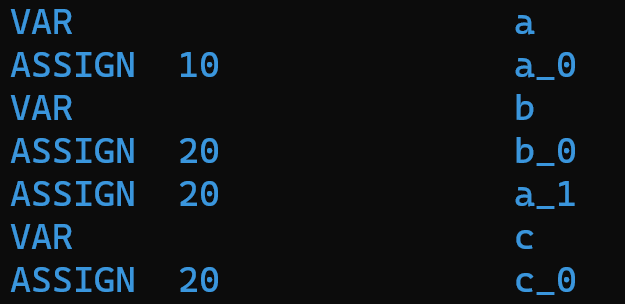 VAR a
ASSIGN 10 a_0
VAR b
ASSIGN 20 b_0
ASSIGN 20 a_1
VAR c
ASSIGN 20 c_0